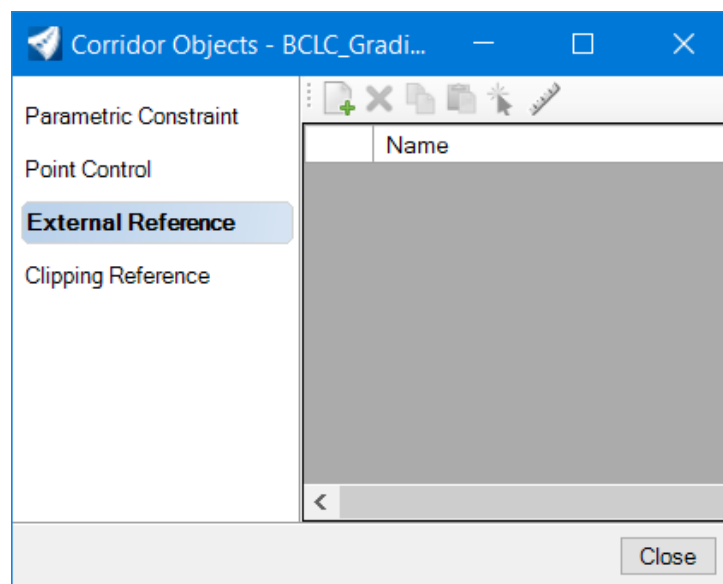 Corridor Objects - BCLC_Gradi...
Parametric Constraint
Point Control
External Reference
Clipping Reference
Name
Close